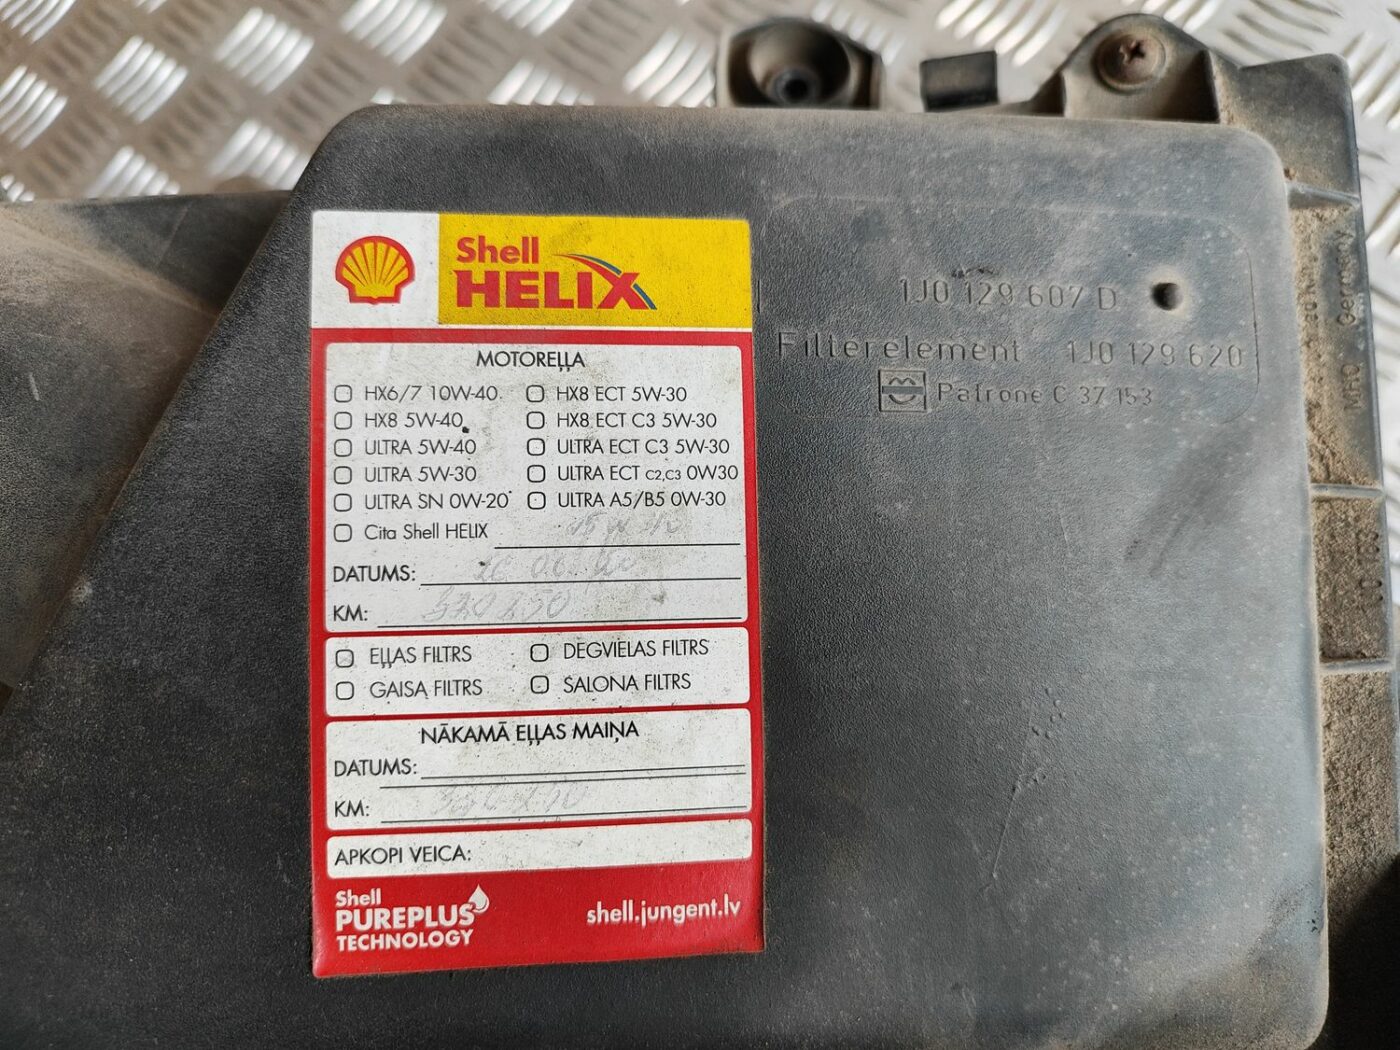 Shell
HELIX
MOTOREĻĻA
HX6/7 10W-40
HX8 ECT 5W-30
HX8 5W-40
HX8 ECT C3 5W-30
ULTRA 5W-40
ULTRA ECT C3 5W-30
ULTRA 5W-30
ULTRA ECT C2,C3 0W30
ULTRA SN 0W-20
ULTRA A5/B5 0W-30
Cita Shell HELIX
DATUMS:
KM: 320 250
EĻĻAS FILTRS
DEGVIELAS FILTRS
GAISA FILTRS
SALONA FILTRS
NĀKAMĀ EĻĻAS MAIŅA
DATUMS:
KM:
APKOPI VEICA:
Shell
PUREPLUS
TECHNOLOGY
shell.jungent.lv
1J0 129 607 D
Filterelement 1J0 129 620
Patrone C 37 153
Germany